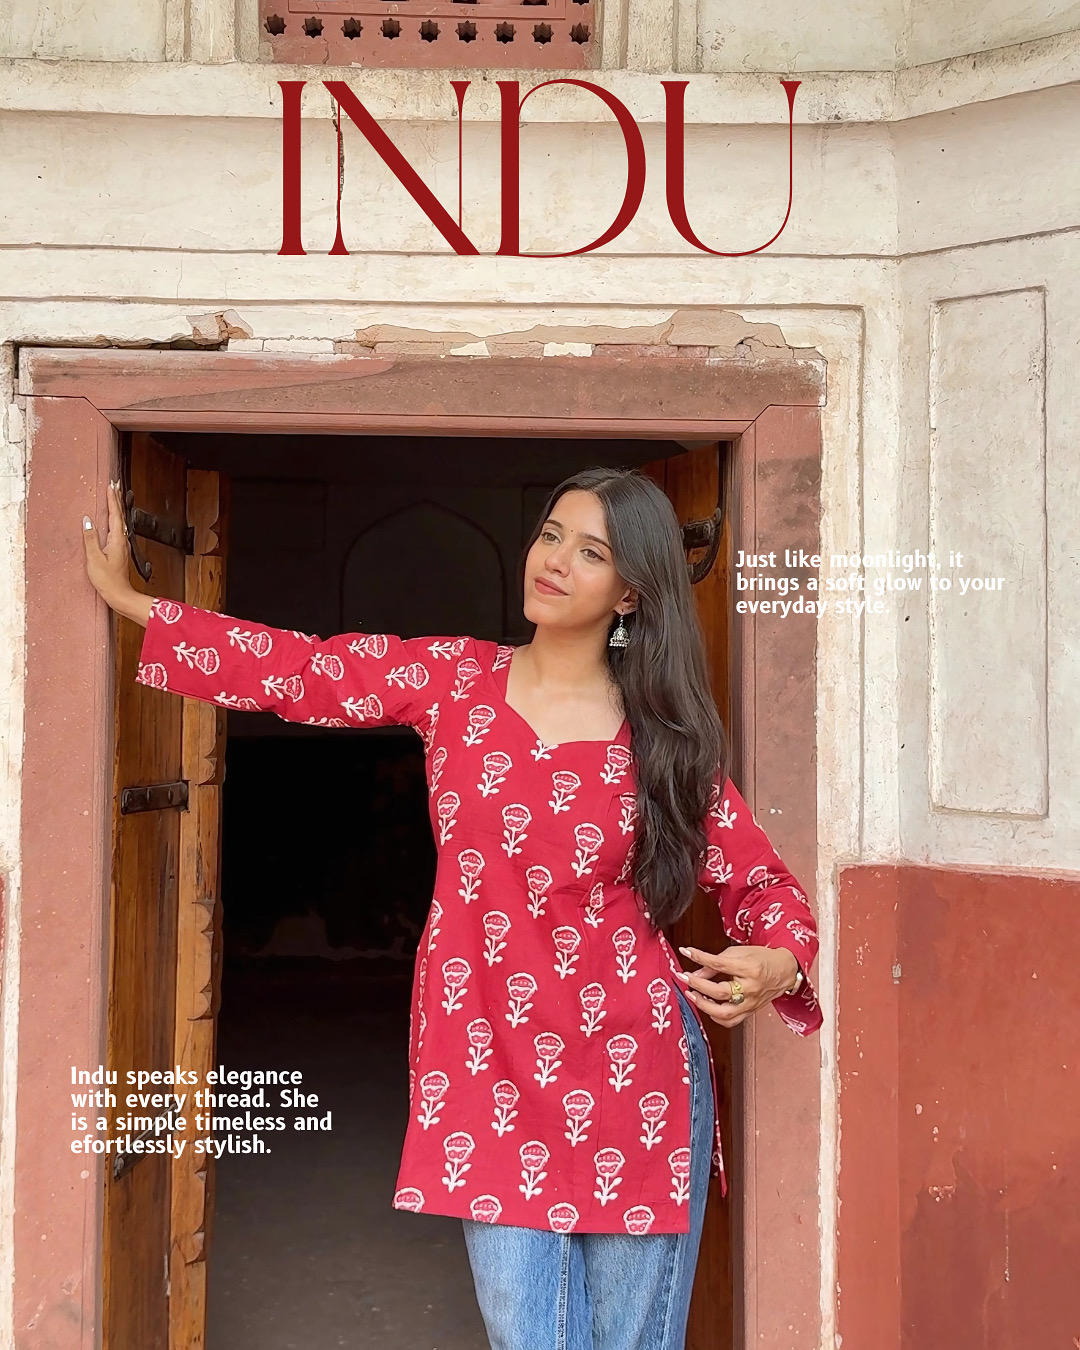 INDU
Just like moonlight, it
brings a soft glow to your
everyday style.
Indu speaks elegance
with every thread. She
is a simple timeless and
efortlessly stylish.